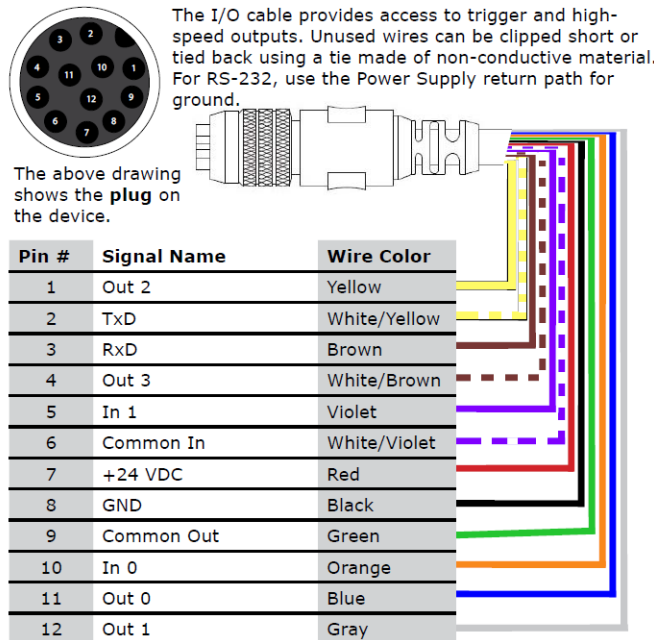 The I/O cable provides access to trigger and high-
speed outputs. Unused wires can be clipped short or
tied back using a tie made of non-conductive material.
For RS-232, use the Power Supply return path for
ground.
3 2
4 11 10 1
5 12 9
6 7 8
The above drawing
shows the plug on
the device.
Pin # Signal Name Wire Color
1 Out 2 Yellow
2 TxD White/Yellow
3 RxD Brown
4 Out 3 White/Brown
5 In 1 Violet
6 Common In White/Violet
7 +24 VDC Red
8 GND Black
9 Common Out Green
10 In 0 Orange
11 Out 0 Blue
12 Out 1 Gray